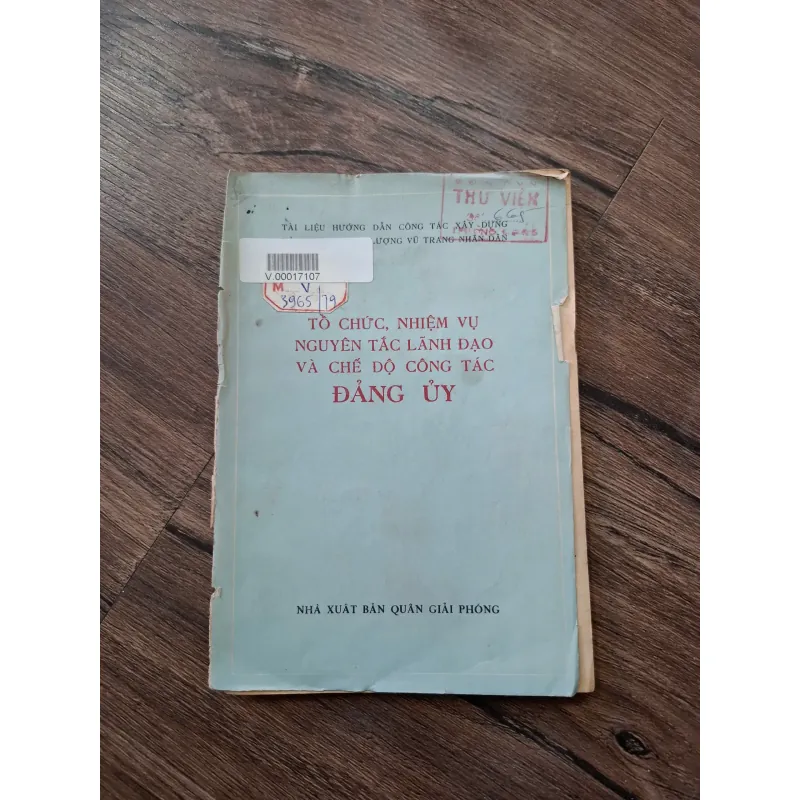 THƯ VIỆN
665
TÀI LIỆU HƯỚNG DẪN CÔNG TÁC XÂY DỰNG
LƯỢNG VŨ TRANG NHÂN DÂN
V.00017107
M V
3965/79
TỔ CHỨC, NHIỆM VỤ
NGUYÊN TẮC LÃNH ĐẠO
VÀ CHẾ ĐỘ CÔNG TÁC
ĐẢNG ỦY
NHÀ XUẤT BẢN QUÂN GIẢI PHÓNG